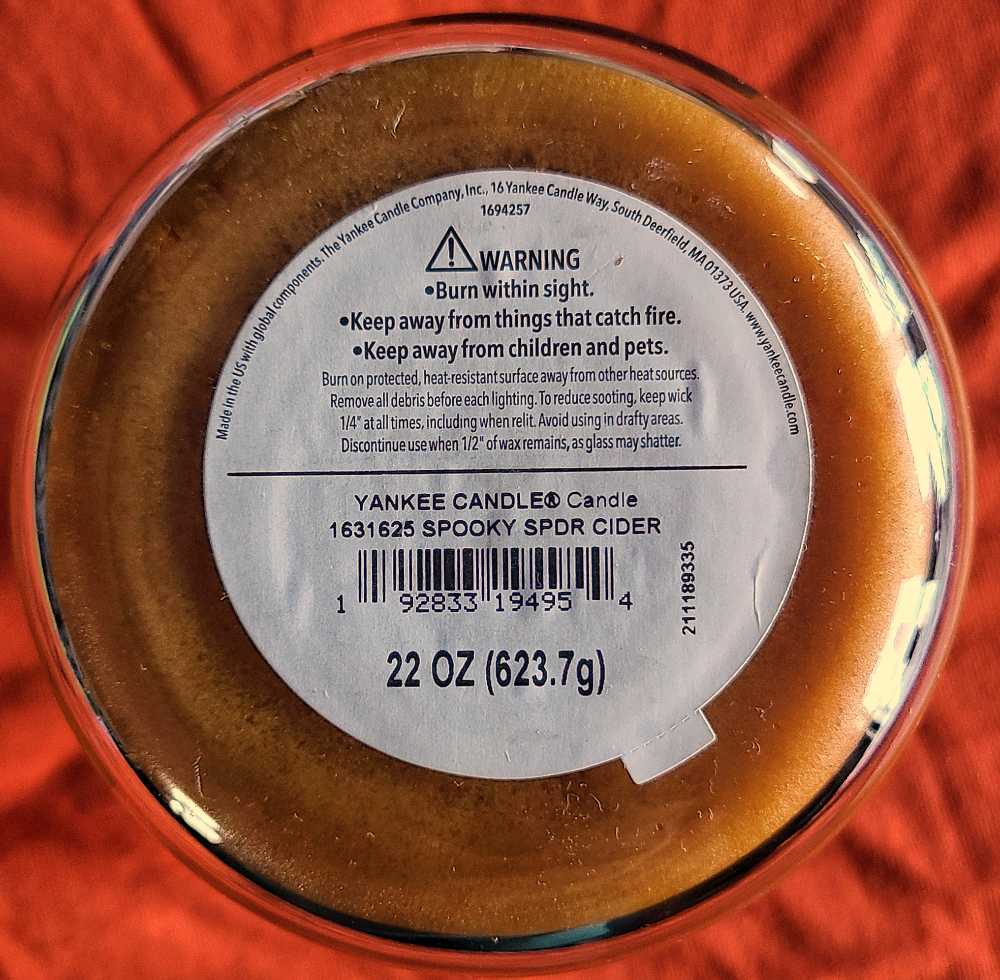 Made in the US with global components. The Yankee Candle Company, Inc., 16 Yankee Candle Way, South Deerfield, MA 01373 USA. www.yankeecandle.com
1694257
WARNING
•Burn within sight.
•Keep away from things that catch fire.
•Keep away from children and pets.
Burn on protected, heat-resistant surface away from other heat sources.
Remove all debris before each lighting. To reduce sooting, keep wick
1/4" at all times, including when relit. Avoid using in drafty areas.
Discontinue use when 1/2" of wax remains, as glass may shatter.
YANKEE CANDLE® Candle
1631625 SPOOKY SPDR CIDER
1 92833 19495 4
211189335
22 OZ (623.7g)